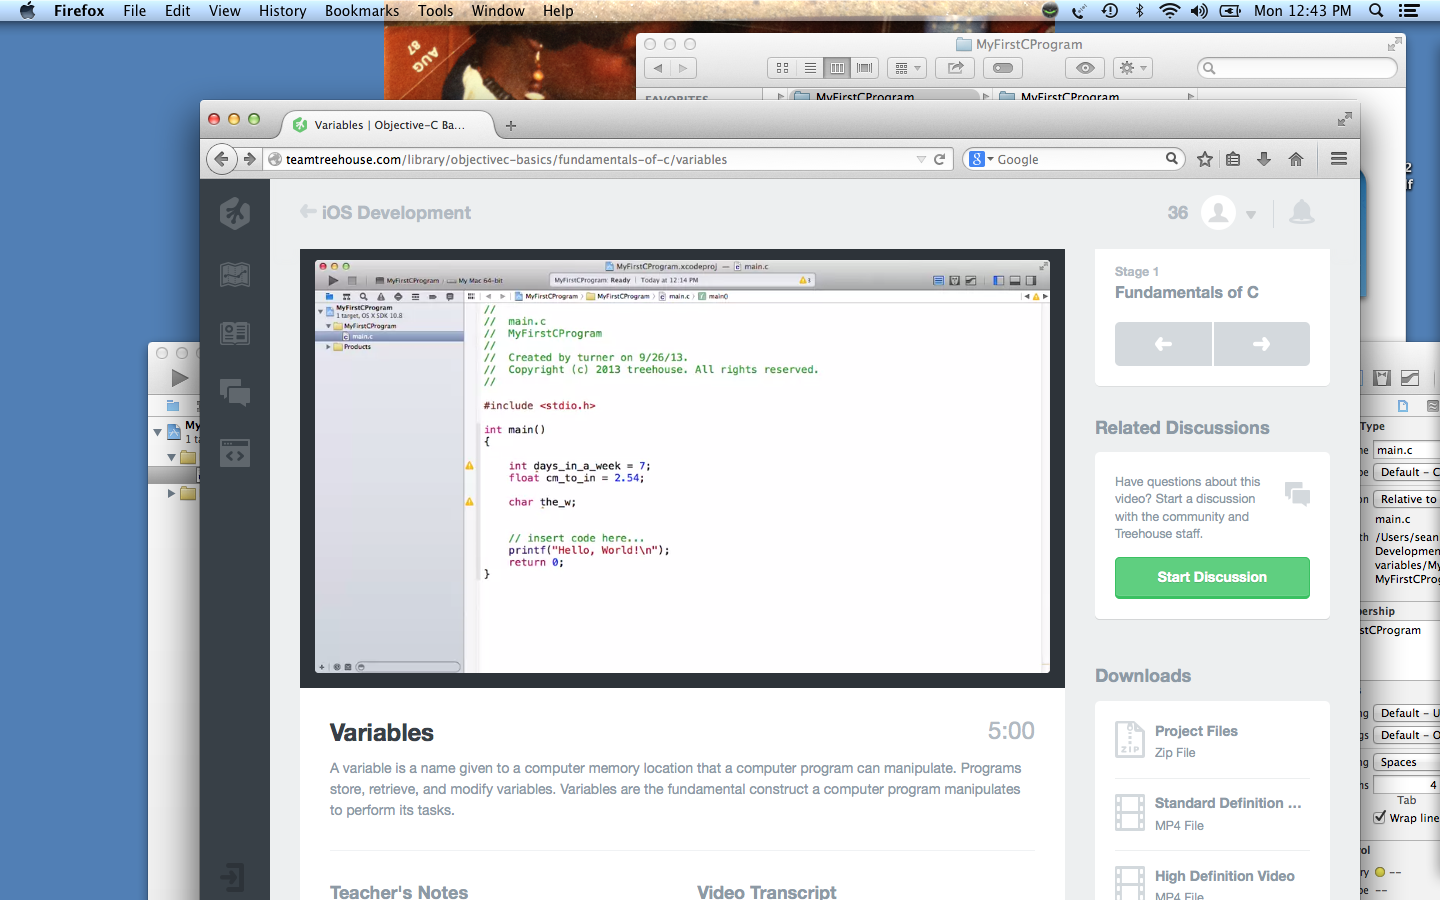 Firefox File Edit View History Bookmarks Tools Window Help
Mon 12:43 PM
AUG
87
MyFirstCProgram
FAVORITES
MyFirstCProgram
MyFirstCProgram
Variables | Objective-C Ba...
teamtreehouse.com/library/objectivec-basics/fundamentals-of-c/variables
Google
iOS Development
36
MyFirstCProgram.xcodeproj — main.c
MyFirstCProgram My Mac 64-bit
MyFirstCProgram: Ready | Today at 12:14 PM
MyFirstCProgram MyFirstCProgram main.c main()
MyFirstCProgram
1 target, OS X SDK 10.8
MyFirstCProgram
main.c
Products
//
// main.c
// MyFirstCProgram
//
// Created by turner on 9/26/13.
// Copyright (c) 2013 treehouse. All rights reserved.
//
#include <stdio.h>
int main()
{
int days_in_a_week = 7;
float cm_to_in = 2.54;
char the_w;
// insert code here...
printf("Hello, World!\n");
return 0;
}
Stage 1
Fundamentals of C
Related Discussions
Have questions about this
video? Start a discussion
with the community and
Treehouse staff.
Start Discussion
Downloads
Project Files
Zip File
Standard Definition ...
MP4 File
High Definition Video
MP4 File
Variables
5:00
A variable is a name given to a computer memory location that a computer program can manipulate. Programs
store, retrieve, and modify variables. Variables are the fundamental construct a computer program manipulates
to perform its tasks.
Teacher's Notes
Video Transcript
My
1 ta
Type
main.c
Default - C
Relative to
main.c
/Users/sean
Developmen
variables/My
MyFirstCProg
ership
stCProgram
Default - U
Default - O
Spaces
4
Tab
Wrap line